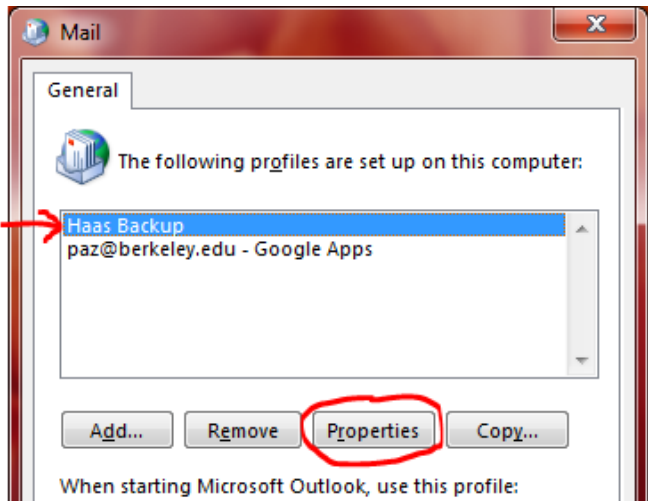 Mail
General
The following profiles are set up on this computer:
Haas Backup
paz@berkeley.edu - Google Apps
Add... Remove Properties Copy...
When starting Microsoft Outlook, use this profile: